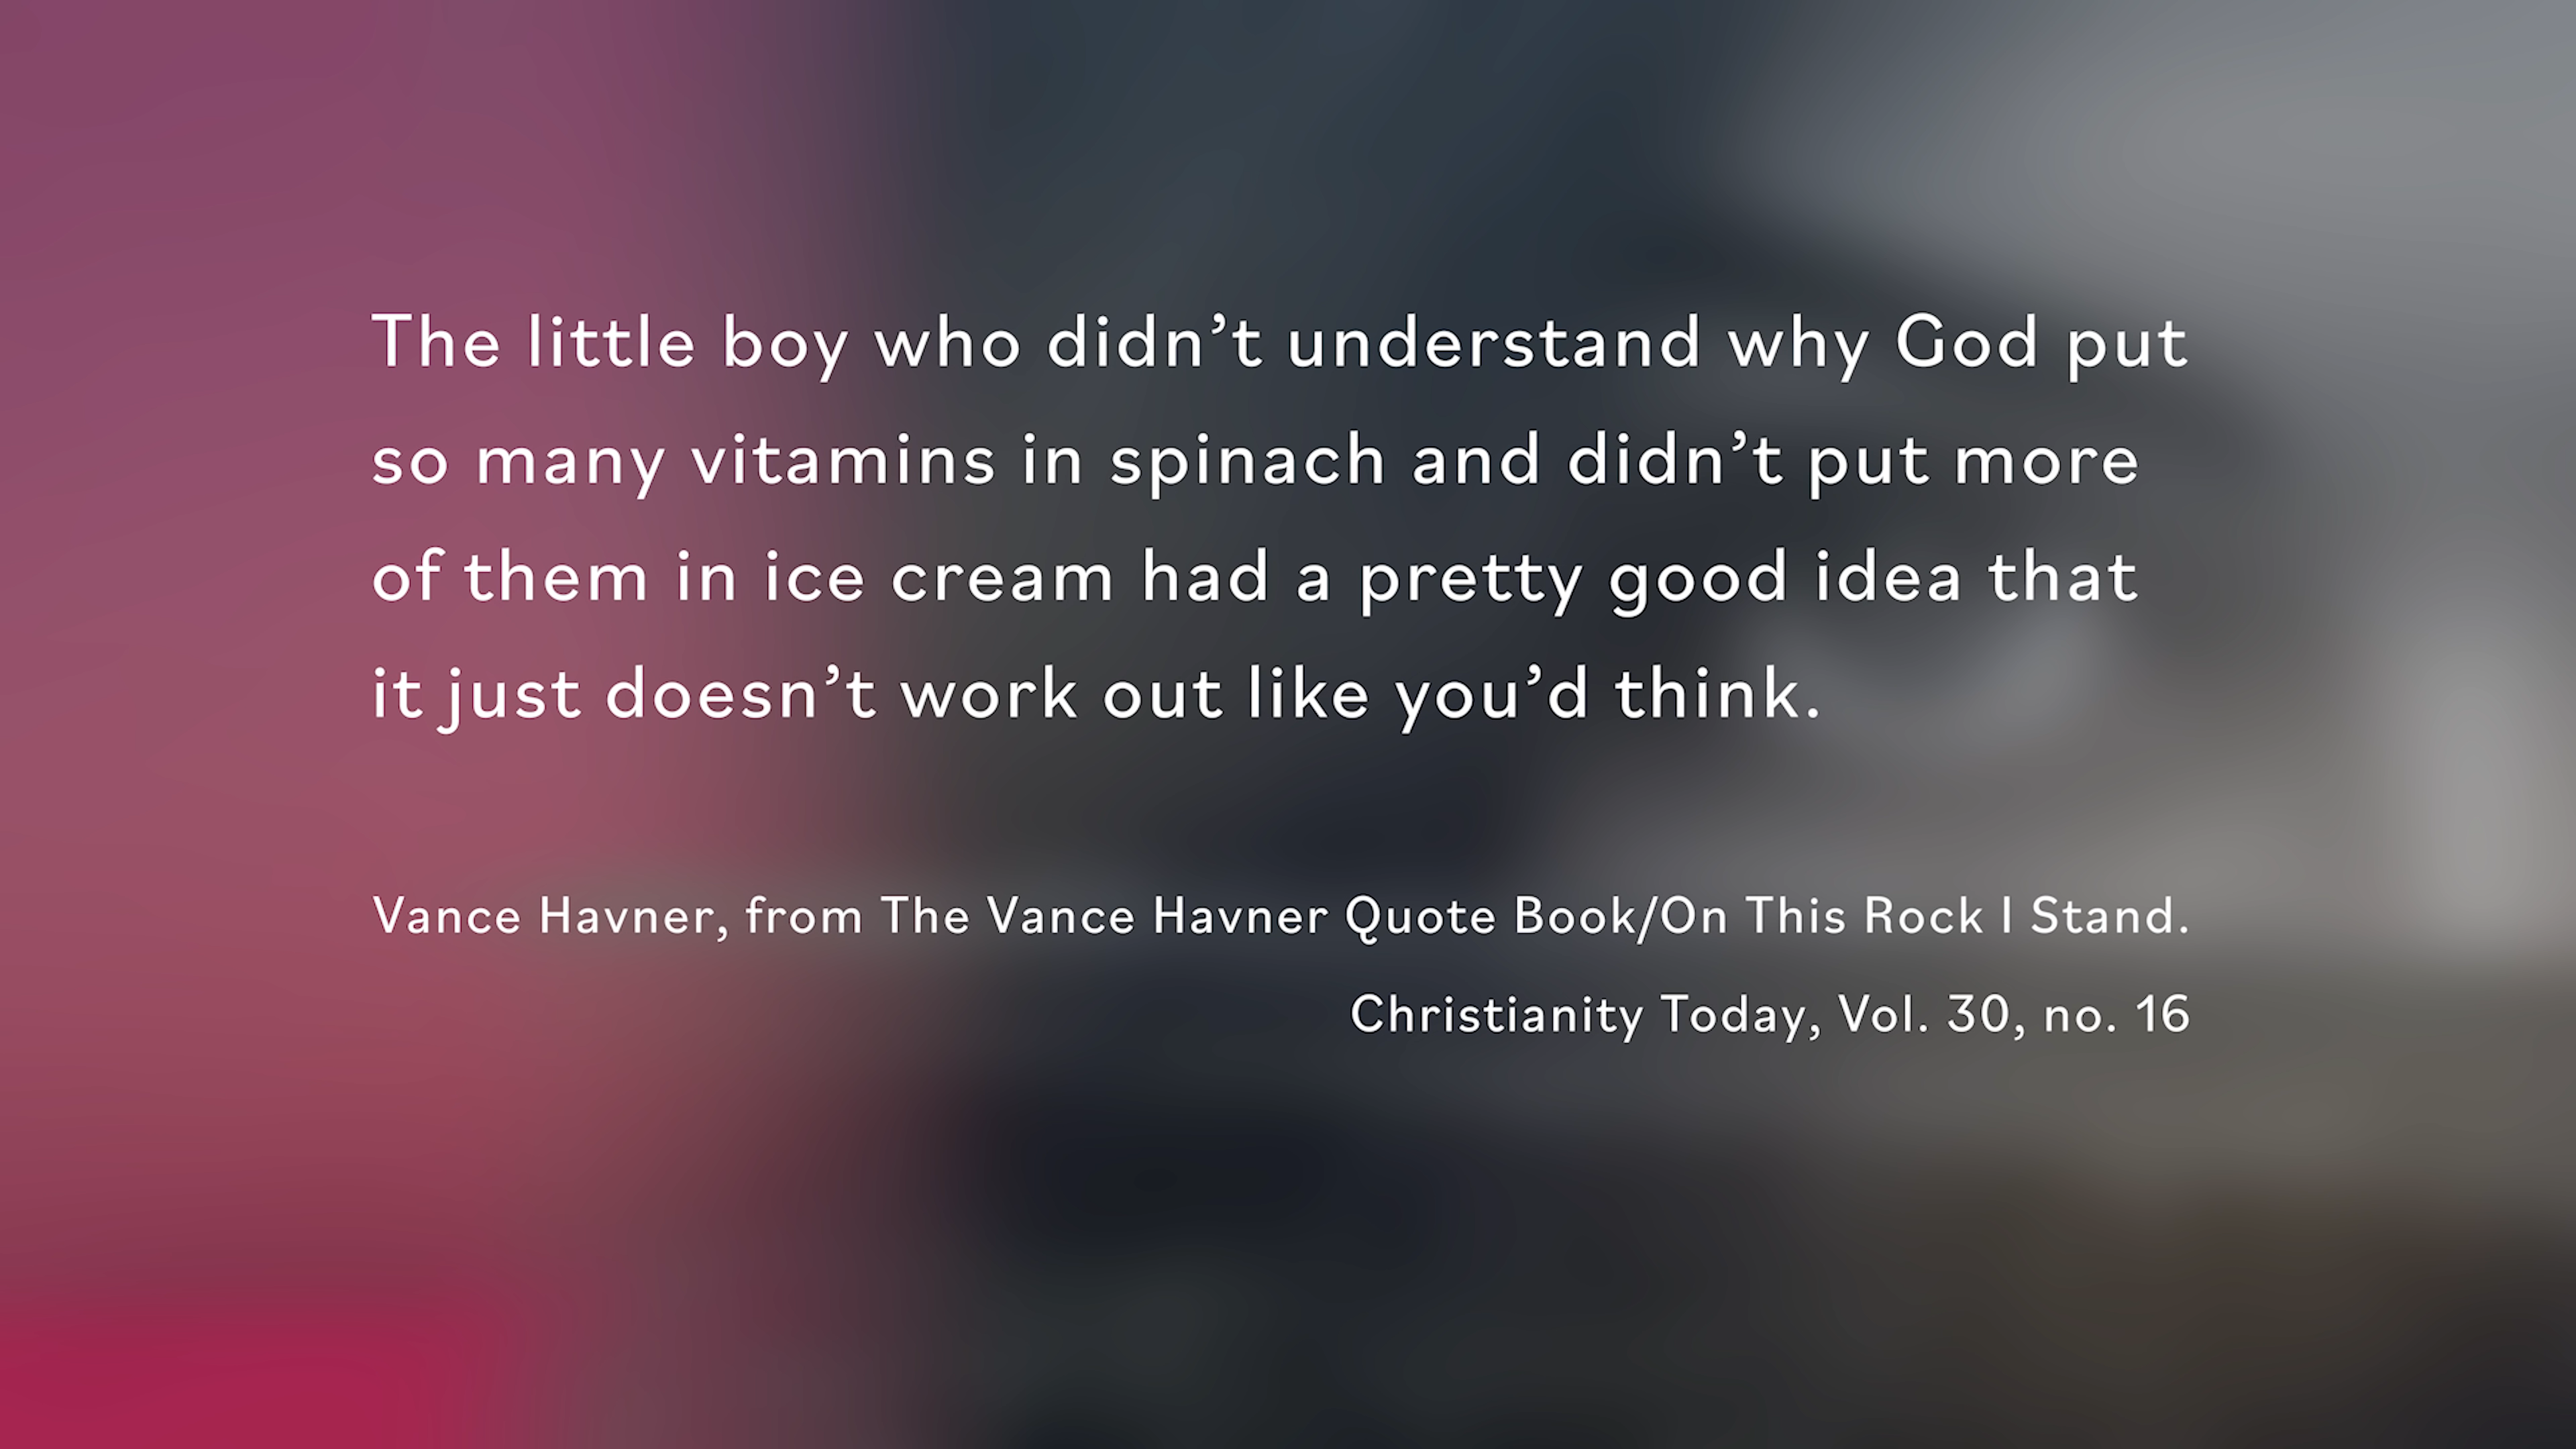 The little boy who didn’t understand why God put
so many vitamins in spinach and didn’t put more
of them in ice cream had a pretty good idea that
it just doesn’t work out like you’d think.
Vance Havner, from The Vance Havner Quote Book/On This Rock I Stand.
Christianity Today, Vol. 30, no. 16